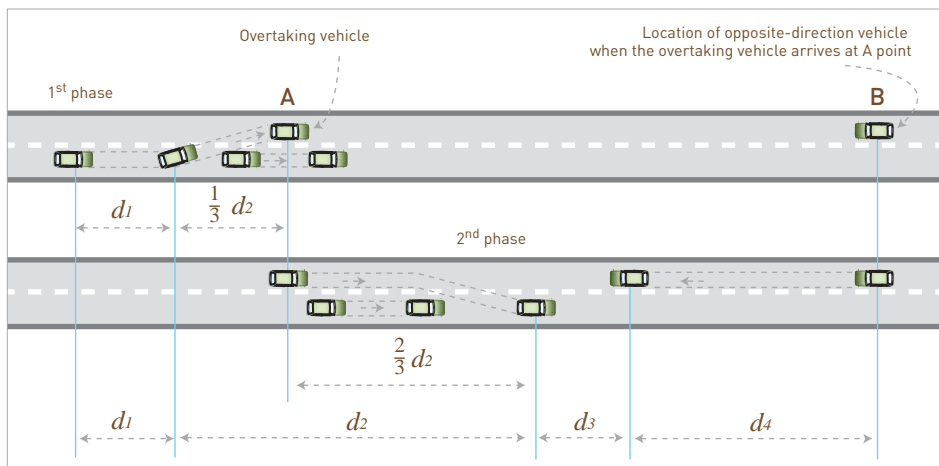 Overtaking vehicle
Location of opposite-direction vehicle
when the overtaking vehicle arrives at A point
1st phase
A
B
d1
1/3 d2
2nd phase
2/3 d2
d1
d2
d3
d4